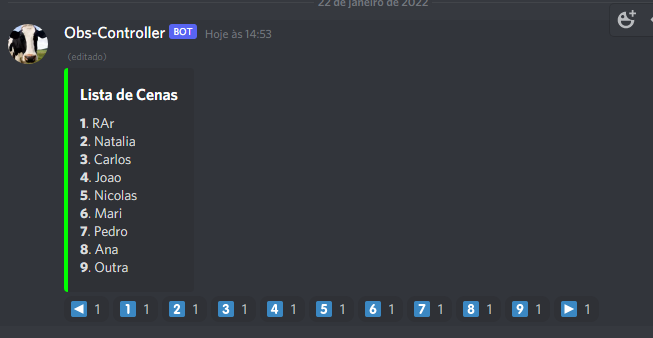 22 de janeiro de 2022
Obs-Controller BOT Hoje às 14:53
(editado)
Lista de Cenas
1. RAr
2. Natalia
3. Carlos
4. Joao
5. Nicolas
6. Mari
7. Pedro
8. Ana
9. Outra
◀ 1 1 1 2 1 3 1 4 1 5 1 6 1 7 1 8 1 9 1 ▶ 1